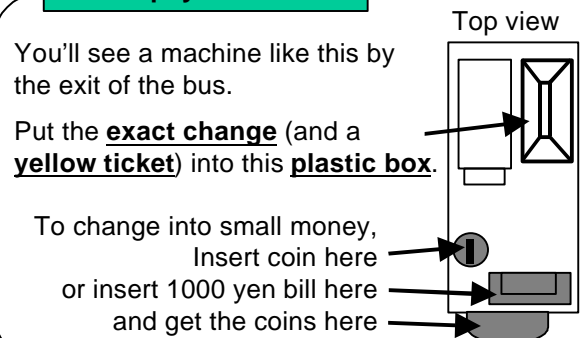 Top view
You'll see a machine like this by
the exit of the bus.
Put the exact change (and a
yellow ticket) into this plastic box.
To change into small money,
Insert coin here
or insert 1000 yen bill here
and get the coins here